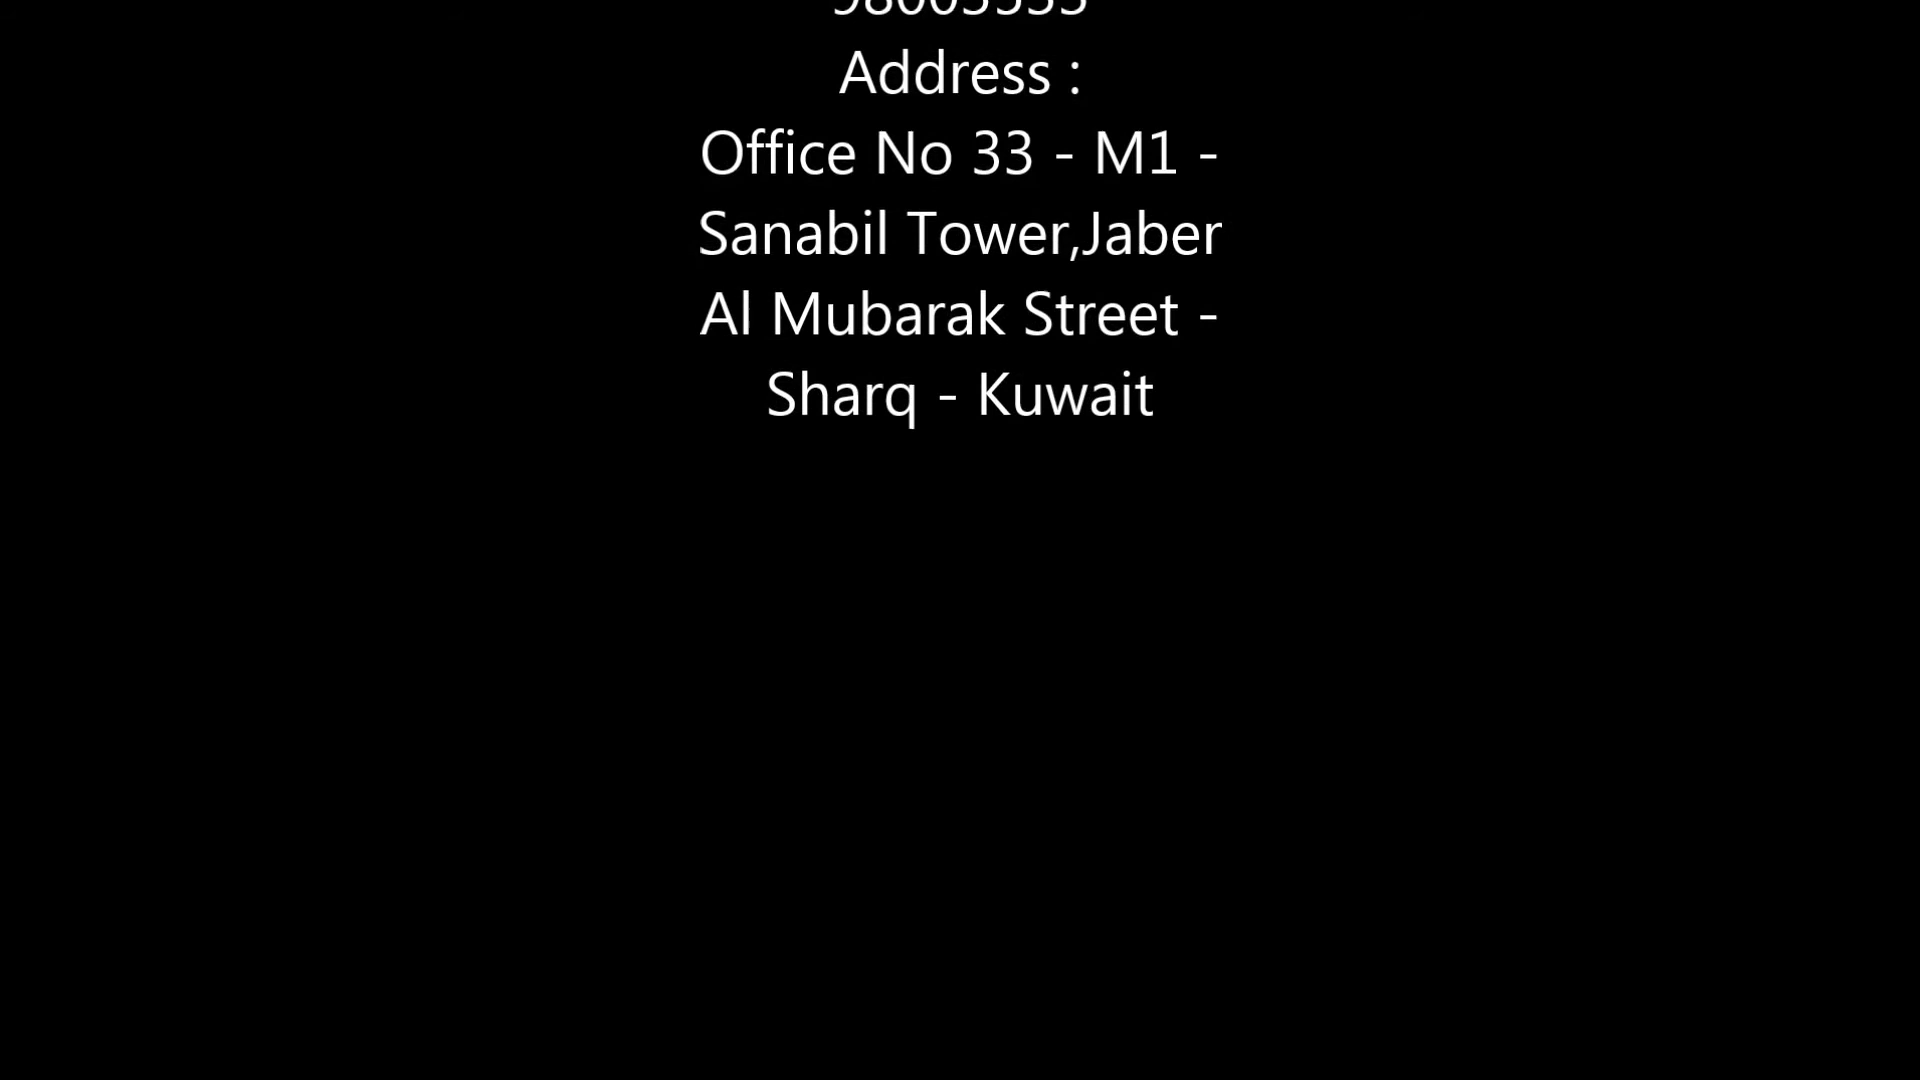 Address :
Office No 33 - M1 -
Sanabil Tower,Jaber
Al Mubarak Street -
Sharq - Kuwait